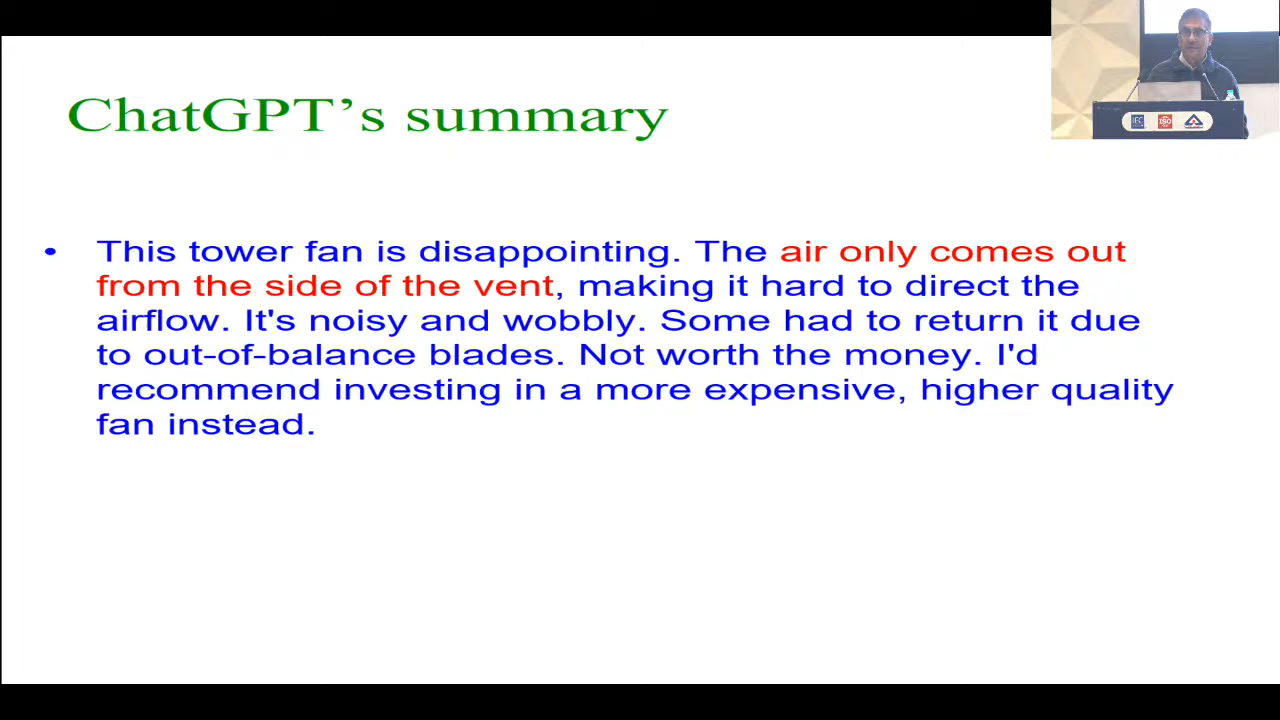 ChatGPT’s summary
• This tower fan is disappointing. The air only comes out
from the side of the vent, making it hard to direct the
airflow. It's noisy and wobbly. Some had to return it due
to out-of-balance blades. Not worth the money. I'd
recommend investing in a more expensive, higher quality
fan instead.
IEC
ISO